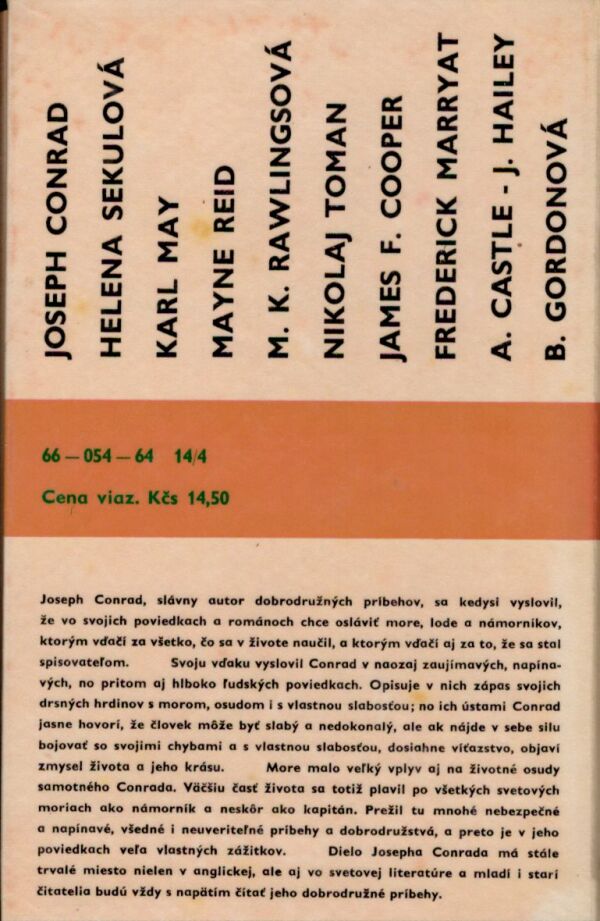 JOSEPH CONRAD
HELENA SEKULOVÁ
KARL MAY
MAYNE REID
M. K. RAWLINGSOVÁ
NIKOLAJ TOMAN
JAMES F. COOPER
FREDERICK MARRYAT
A. CASTLE - J. HAILEY
B. GORDONOVÁ
66 — 054 — 64 14/4
Cena viaz. Kčs 14,50
Joseph Conrad, slávny autor dobrodružných príbehov, sa kedysi vyslovil,
že vo svojich poviedkach a románoch chce osláviť more, lode a námorníkov,
ktorým vďačí za všetko, čo sa v živote naučil, a ktorým vďačí aj za to, že sa stal
spisovateľom. Svoju vďaku vyslovil Conrad v naozaj zaujímavých, napína-
vých, no pritom aj hlboko ľudských poviedkach. Opisuje v nich zápas svojich
drsných hrdinov s morom, osudom i s vlastnou slabosťou; no ich ústami Conrad
jasne hovorí, že človek môže byť slabý a nedokonalý, ale ak nájde v sebe silu
bojovať so svojimi chybami a s vlastnou slabosťou, dosiahne víťazstvo, objaví
zmysel života a jeho krásu. More malo veľký vplyv aj na životné osudy
samotného Conrada. Väčšiu časť života sa totiž plavil po všetkých svetových
moriach ako námorník a neskôr ako kapitán. Prežil tu mnohé nebezpečné
a napínavé, všedné i neuveriteľné príbehy a dobrodružstvá, a preto je v jeho
poviedkach veľa vlastných zážitkov. Dielo Josepha Conrada má stále
trvalé miesto nielen v anglickej, ale aj vo svetovej literatúre a mladí i starí
čitatelia budú vždy s napätím čítať jeho dobrodružné príbehy.